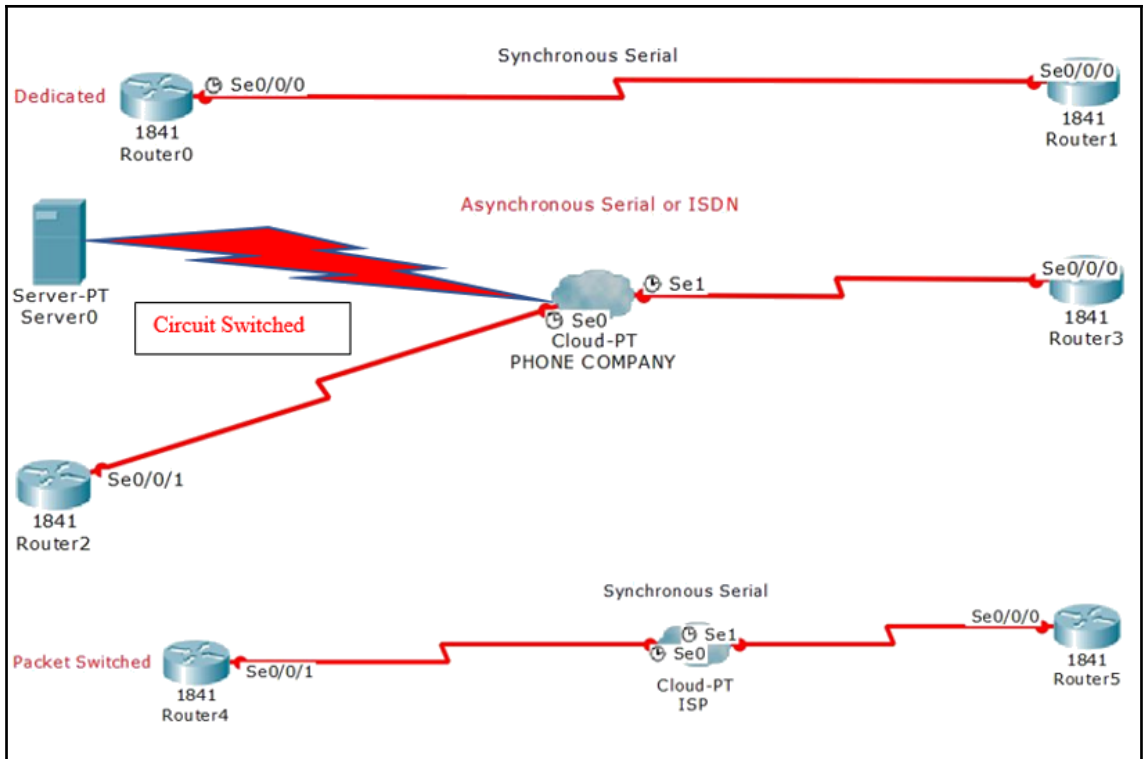 Synchronous Serial
Dedicated
Se0/0/0
Se0/0/0
1841
Router0
1841
Router1
Asynchronous Serial or ISDN
Server-PT
Server0
Circuit Switched
Se1
Se0/0/0
Se0
Cloud-PT
PHONE COMPANY
1841
Router3
Se0/0/1
1841
Router2
Synchronous Serial
Packet Switched
Se0/0/1
1841
Router4
Se1
Se0
Cloud-PT
ISP
Se0/0/0
1841
Router5